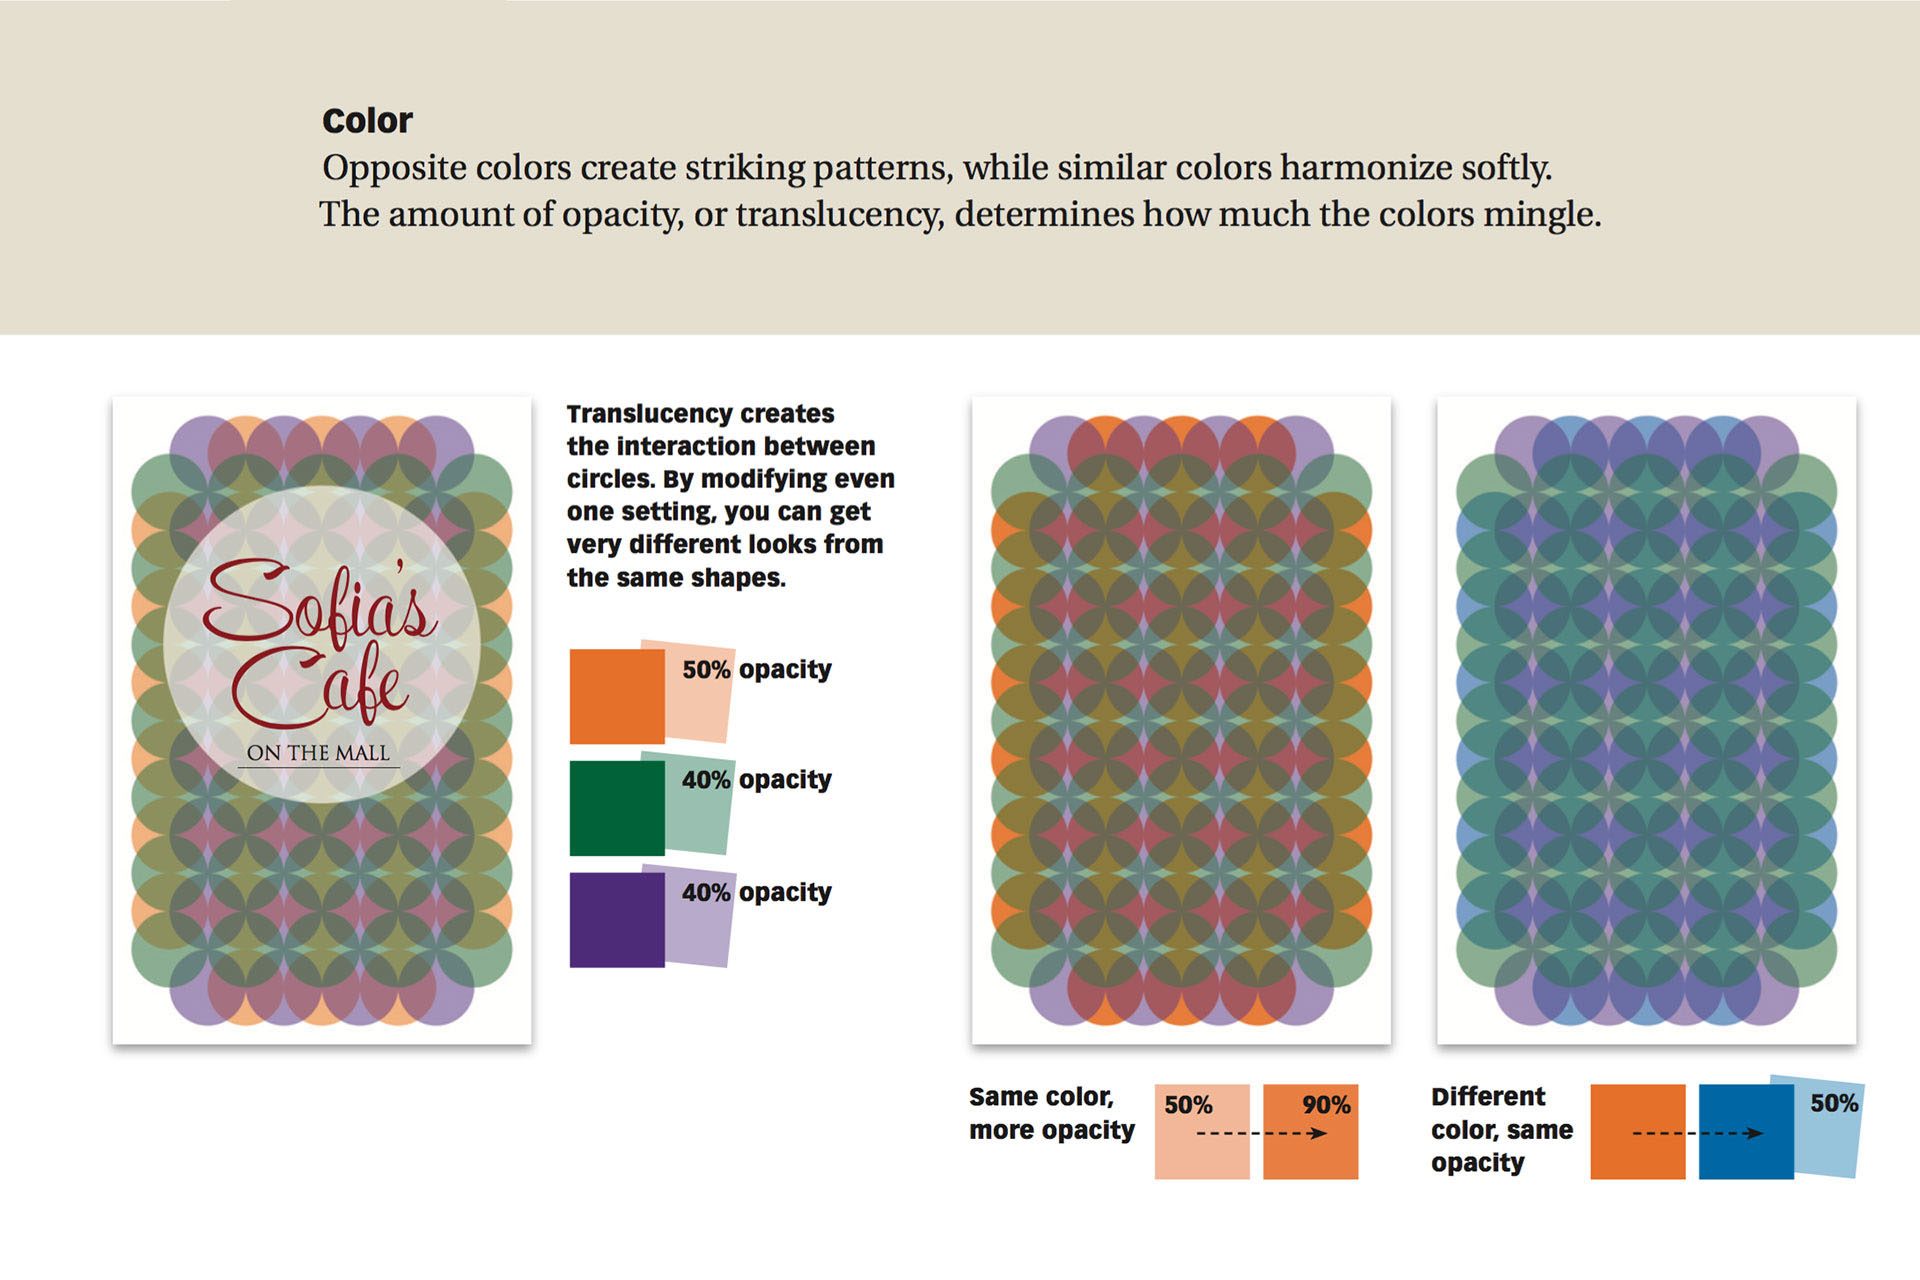 Color
Opposite colors create striking patterns, while similar colors harmonize softly.
The amount of opacity, or translucency, determines how much the colors mingle.
Sofia's
Cafe
ON THE MALL
Translucency creates
the interaction between
circles. By modifying even
one setting, you can get
very different looks from
the same shapes.
50% opacity
40% opacity
40% opacity
Same color,
more opacity
50%
90%
Different
color, same
opacity
50%